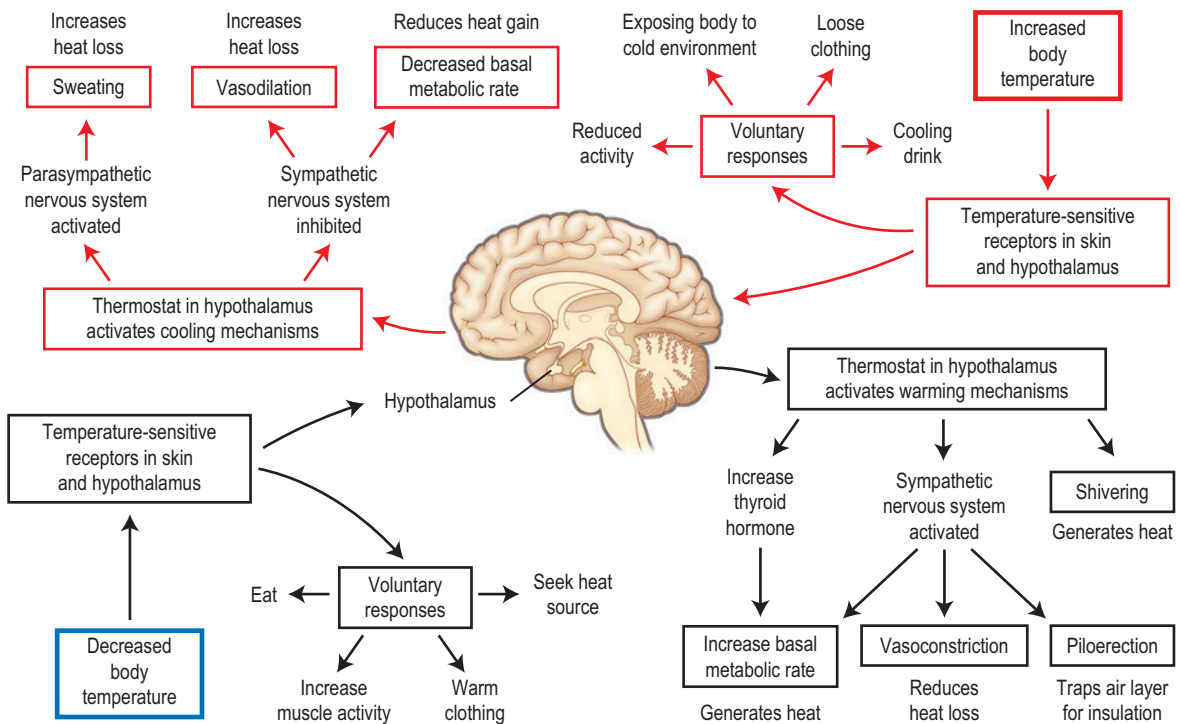 Increases
heat loss
Sweating
Increases
heat loss
Vasodilation
Reduces heat gain
Decreased basal
metabolic rate
Parasympathetic
nervous system
activated
Sympathetic
nervous system
inhibited
Thermostat in hypothalamus
activates cooling mechanisms
Exposing body to
cold environment
Loose
clothing
Reduced
activity
Voluntary
responses
Cooling
drink
Increased
body
temperature
Temperature-sensitive
receptors in skin
and hypothalamus
Hypothalamus
Temperature-sensitive
receptors in skin
and hypothalamus
Eat
Voluntary
responses
Seek heat
source
Decreased
body
temperature
Increase
muscle activity
Warm
clothing
Thermostat in hypothalamus
activates warming mechanisms
Increase
thyroid
hormone
Sympathetic
nervous system
activated
Shivering
Generates heat
Increase basal
metabolic rate
Generates heat
Vasoconstriction
Reduces
heat loss
Piloerection
Traps air layer
for insulation